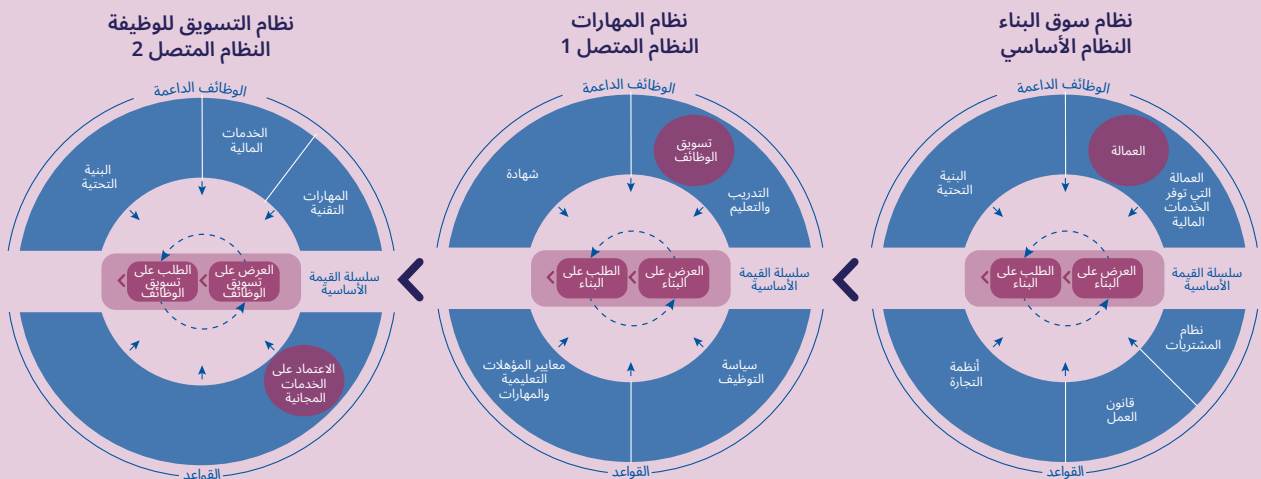 نظام سوق البناء
النظام الأساسي
الوظائف الداعمة
العمالة
العمالة
التي توفر
الخدمات
المالية
البنية
التحتية
سلسلة القيمة
الأساسية
العرض على
البناء
الطلب على
البناء
نظام
المشتريات
قانون
العمل
أنظمة
التجارة
القواعد
نظام المهارات
النظام المتصل 1
الوظائف الداعمة
تسويق
الوظائف
التدريب
والتعليم
شهادة
سلسلة القيمة
الأساسية
العرض على
البناء
الطلب على
البناء
سياسة
التوظيف
معايير المؤهلات
التعليمية
والمهارات
القواعد
نظام التسويق للوظيفة
النظام المتصل 2
الوظائف الداعمة
الخدمات
المالية
المهارات
التقنية
البنية
التحتية
سلسلة القيمة
الأساسية
العرض على
تسويق
الوظائف
الطلب على
تسويق
الوظائف
الاعتماد على
الخدمات
المجانية
القواعد